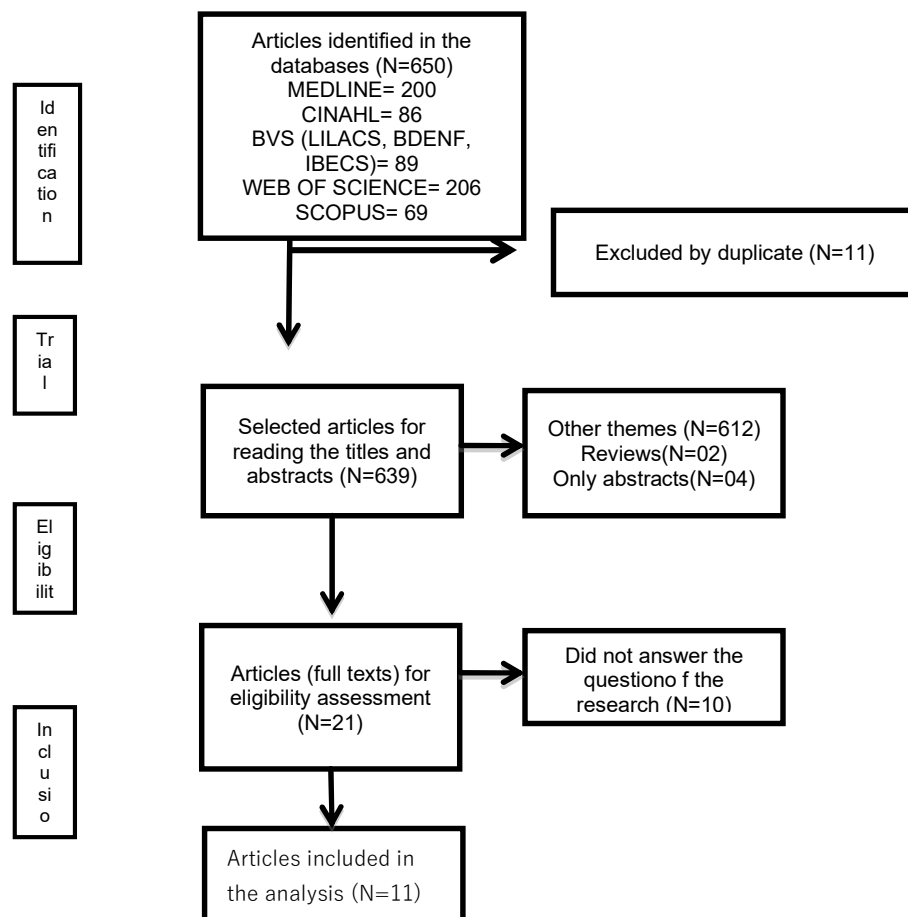 Articles identified in the
databases (N=650)
MEDLINE= 200
CINAHL= 86
BVS (LILACS, BDENF,
IBECS)= 89
WEB OF SCIENCE= 206
SCOPUS= 69
Id
en
tifi
ca
tio
n
Excluded by duplicate (N=11)
Tr
ia
l
Selected articles for
reading the titles and
abstracts (N=639)
Other themes (N=612)
Reviews(N=02)
Only abstracts(N=04)
El
ig
ib
ilit
Articles (full texts) for
eligibility assessment
(N=21)
Did not answer the
questiono f the
research (N=10)
In
cl
u
si
o
Articles included in
the analysis (N=11)